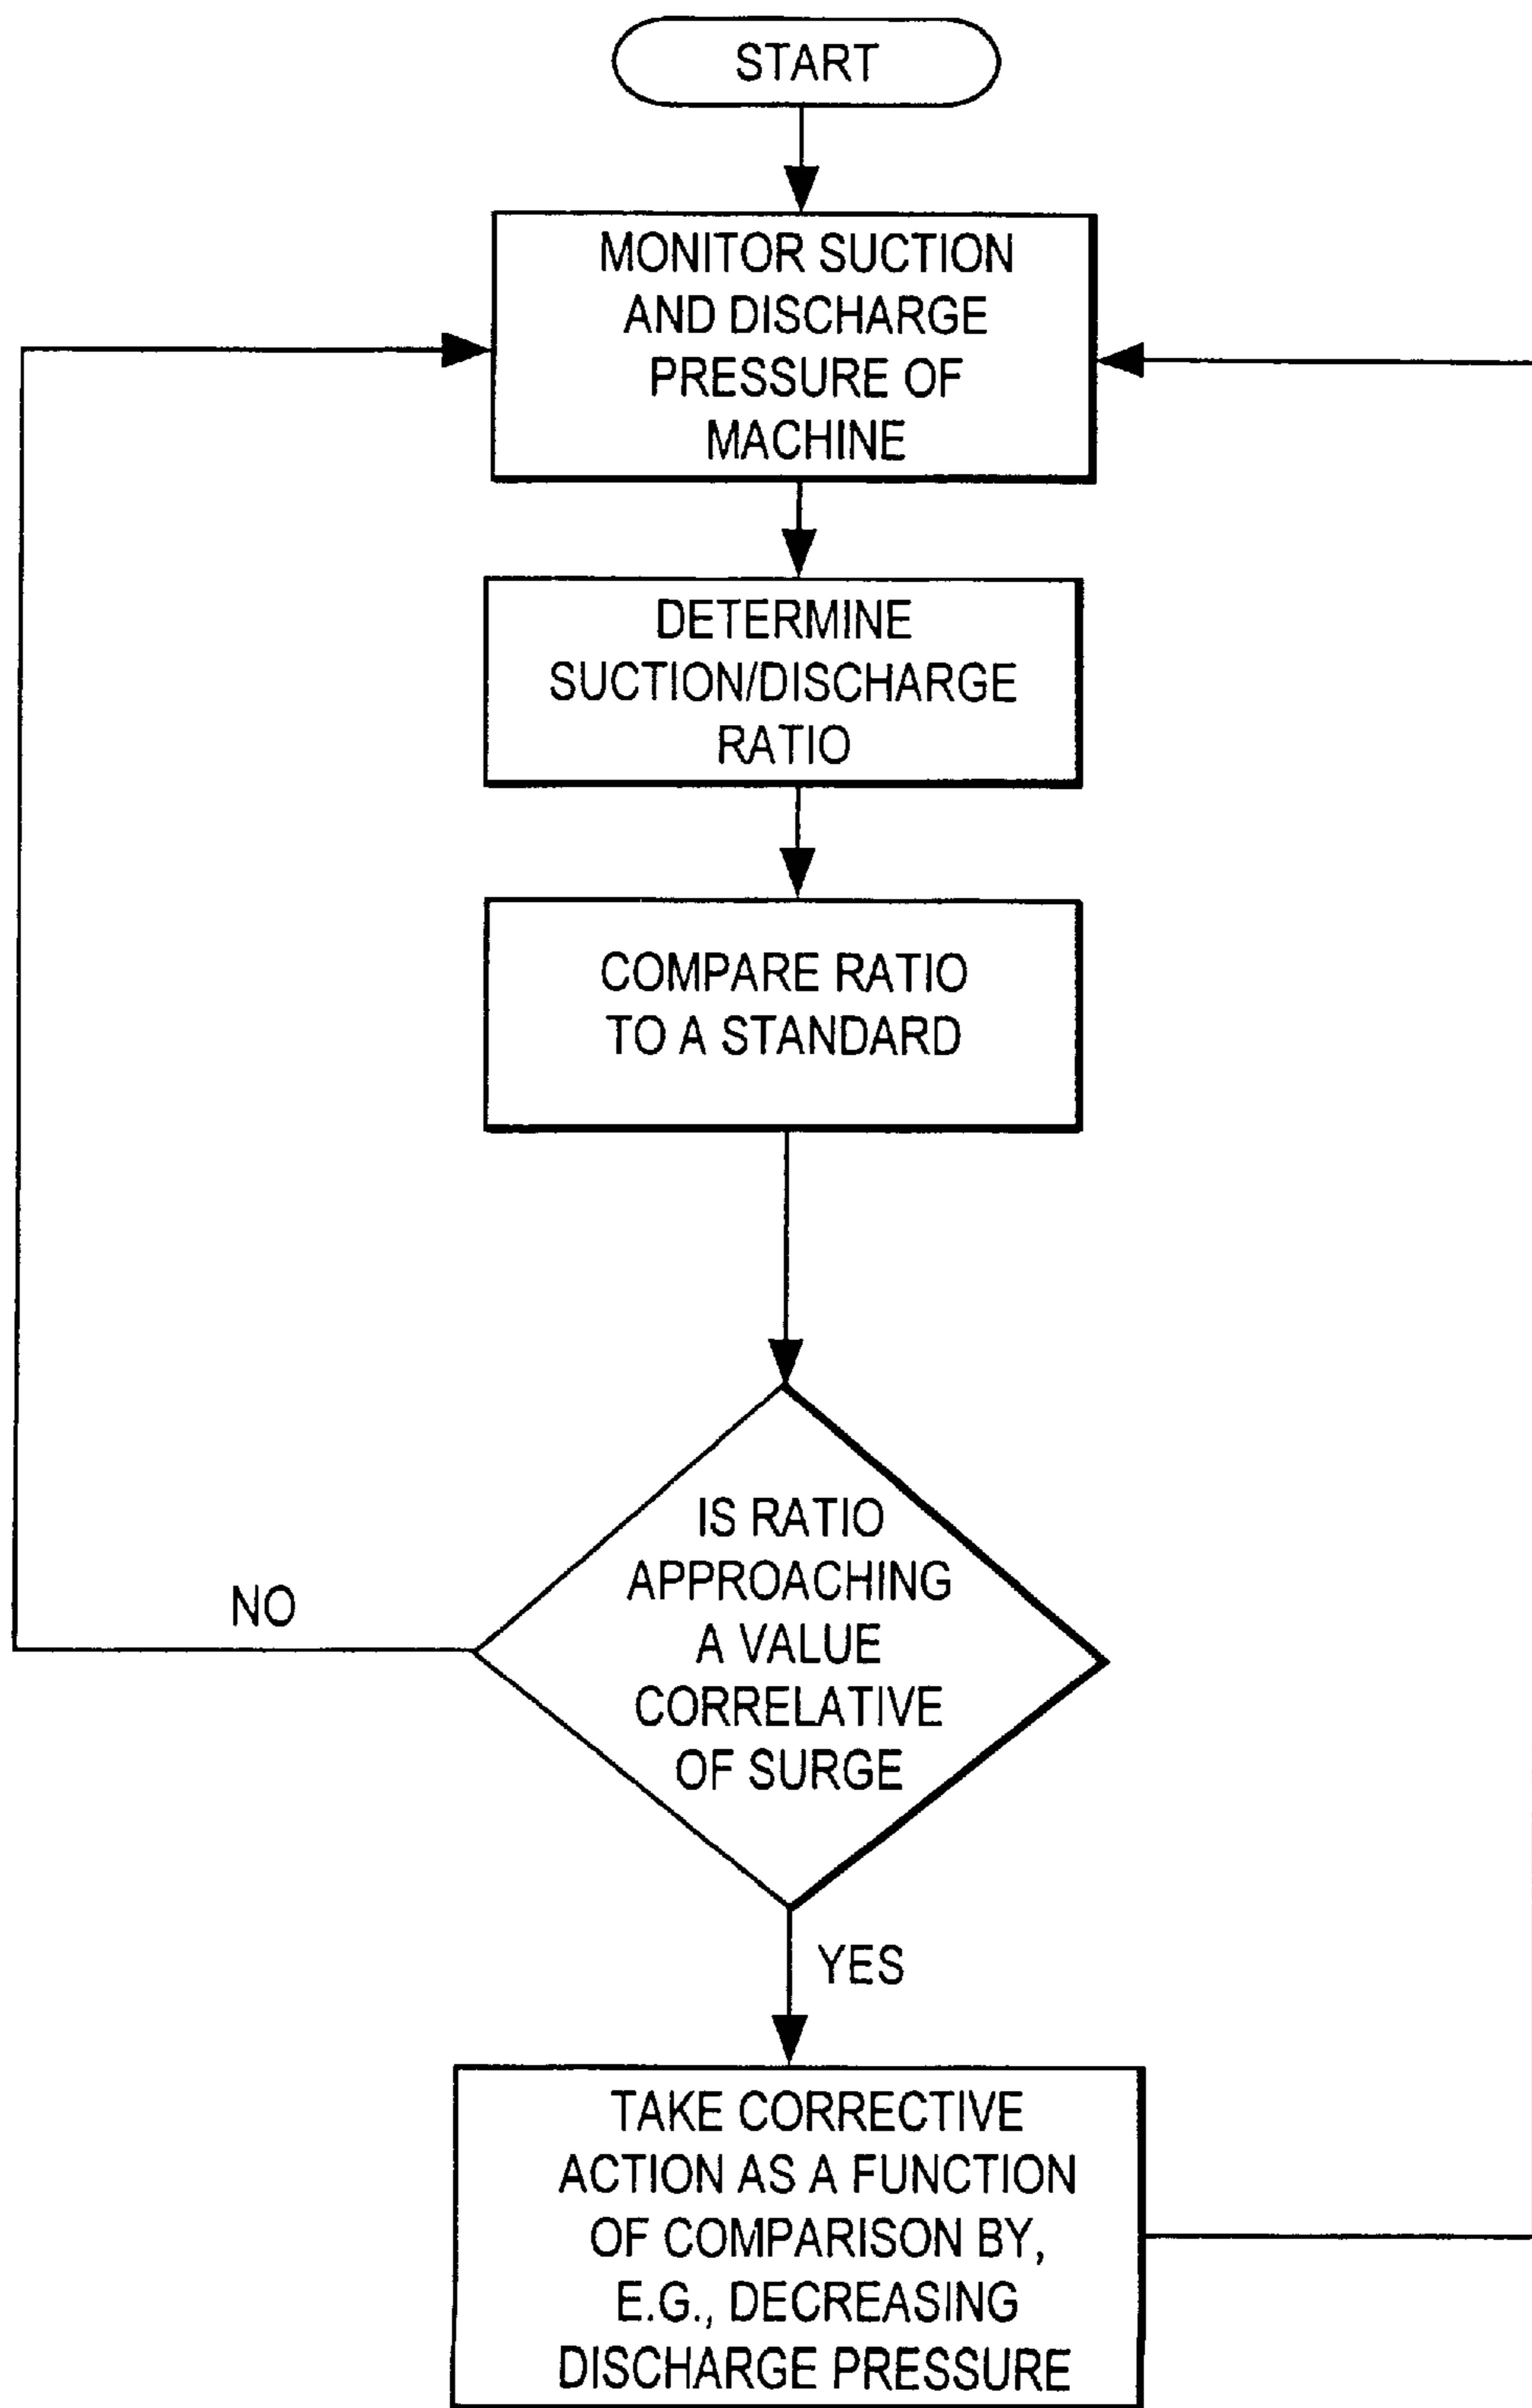 START
MONITOR SUCTION
AND DISCHARGE
PRESSURE OF
MACHINE
DETERMINE
SUCTION/DISCHARGE
RATIO
COMPARE RATIO
TO A STANDARD
IS RATIO
APPROACHING
A VALUE
CORRELATIVE
OF SURGE
NO
YES
TAKE CORRECTIVE
ACTION AS A FUNCTION
OF COMPARISON BY,
E.G., DECREASING
DISCHARGE PRESSURE